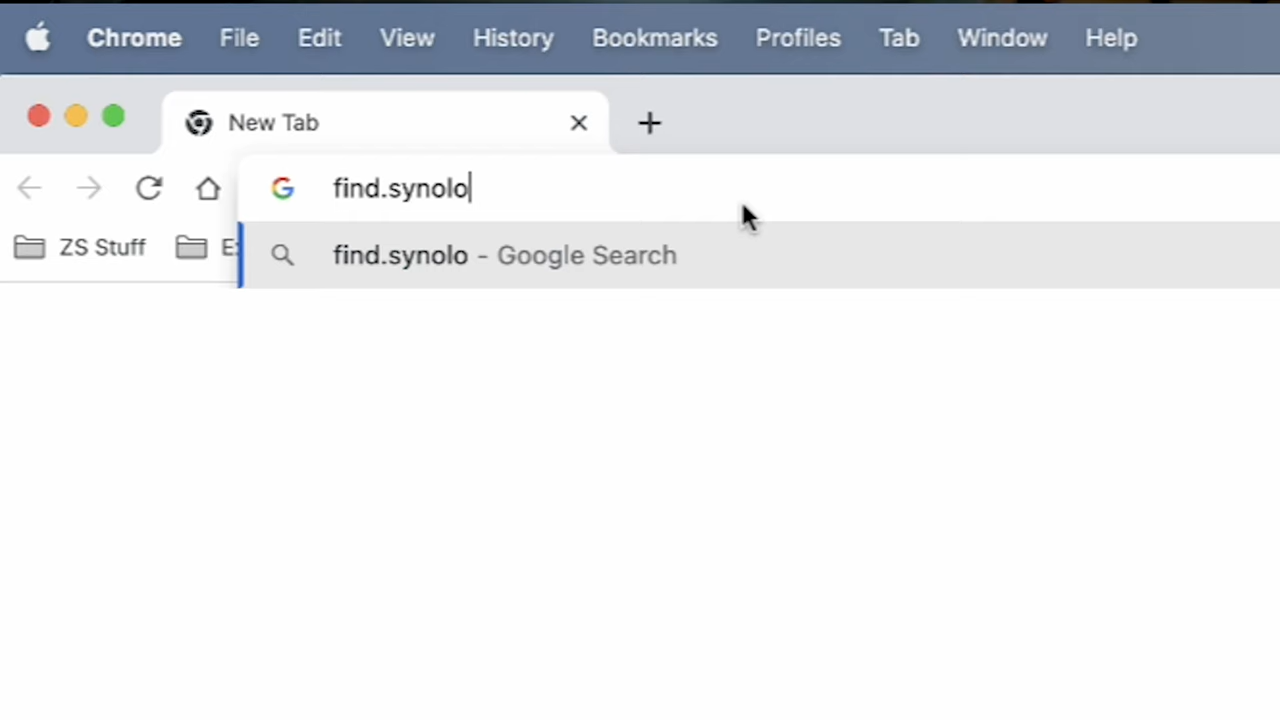 Chrome File Edit View History Bookmarks Profiles Tab Window Help
New Tab
find.synolo
ZS Stuff
find.synolo - Google Search